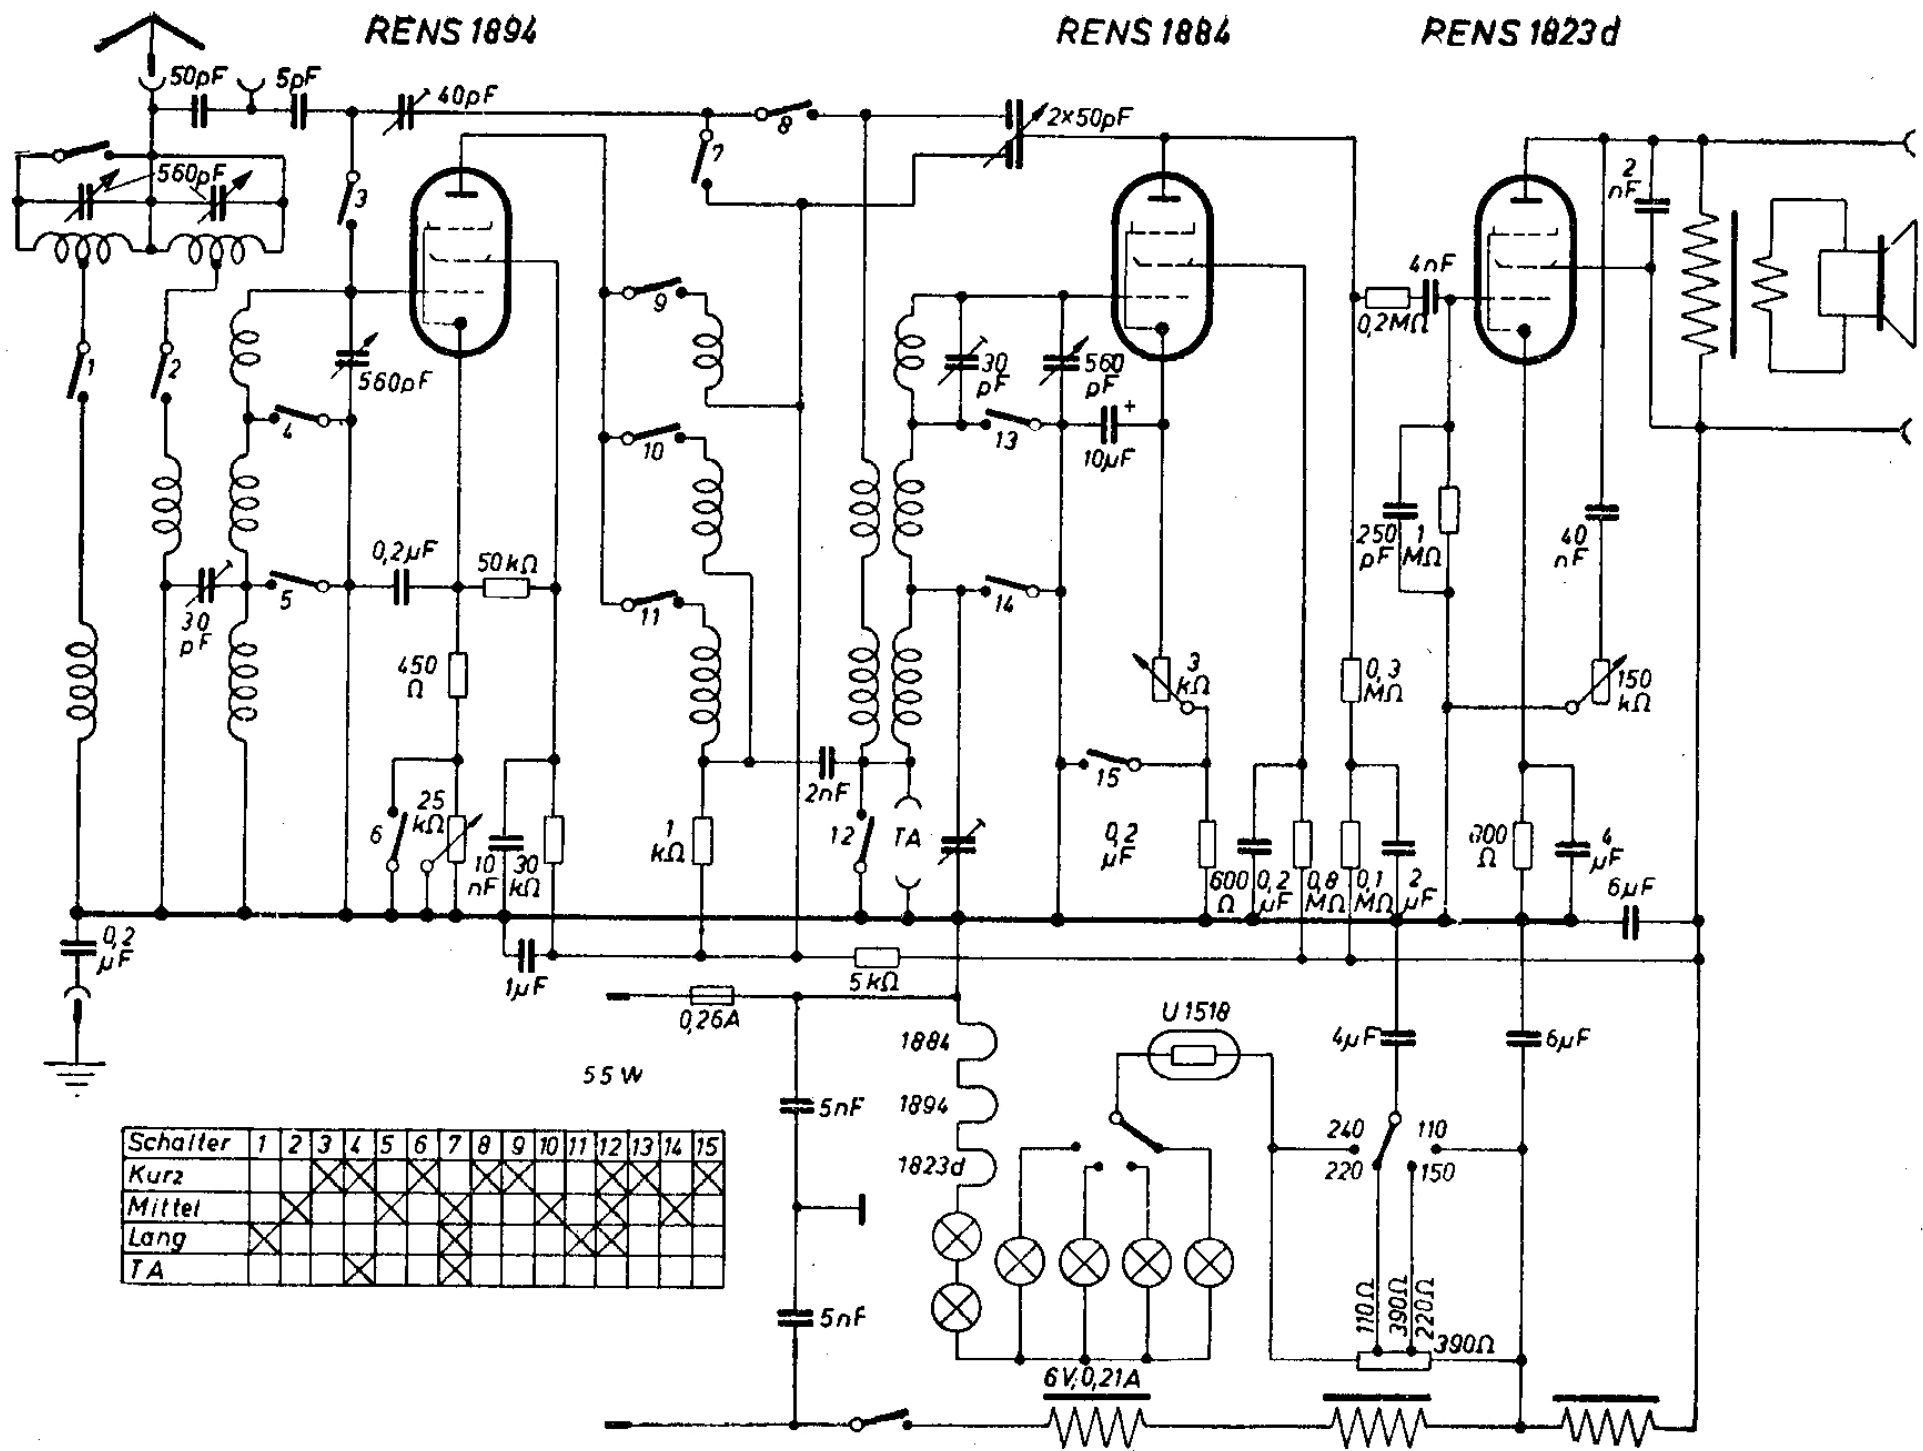 RENS 1894
RENS 1884
RENS 1823d
50pF
5pF
40pF
8
2×50pF
560pF
3
7
2 nF
4nF
0,2MΩ
9
1
2
560pF
30 pF
560 pF
4
13
10µF
+
10
0,2µF
50kΩ
250 pF
1 MΩ
40 nF
5
30 pF
11
14
450 Ω
3 kΩ
0,3 MΩ
150 kΩ
15
2nF
25 kΩ
6
10 nF
30 kΩ
1 kΩ
12
TA
0,2 µF
600 Ω
0,2 µF
0,8 MΩ
0,1 MΩ
2 µF
Ω
4 µF
6µF
0,2 µF
1µF
5kΩ
0,26A
U 1518
1884
4µF
6µF
55W
5nF
1894
240
110
220
150
1823d
Schalter 1 2 3 4 5 6 7 8 9 10 11 12 13 14 15
Kurz
Mittel
Lang
TA
5nF
110Ω
390Ω
220Ω
390Ω
6V,0,21A